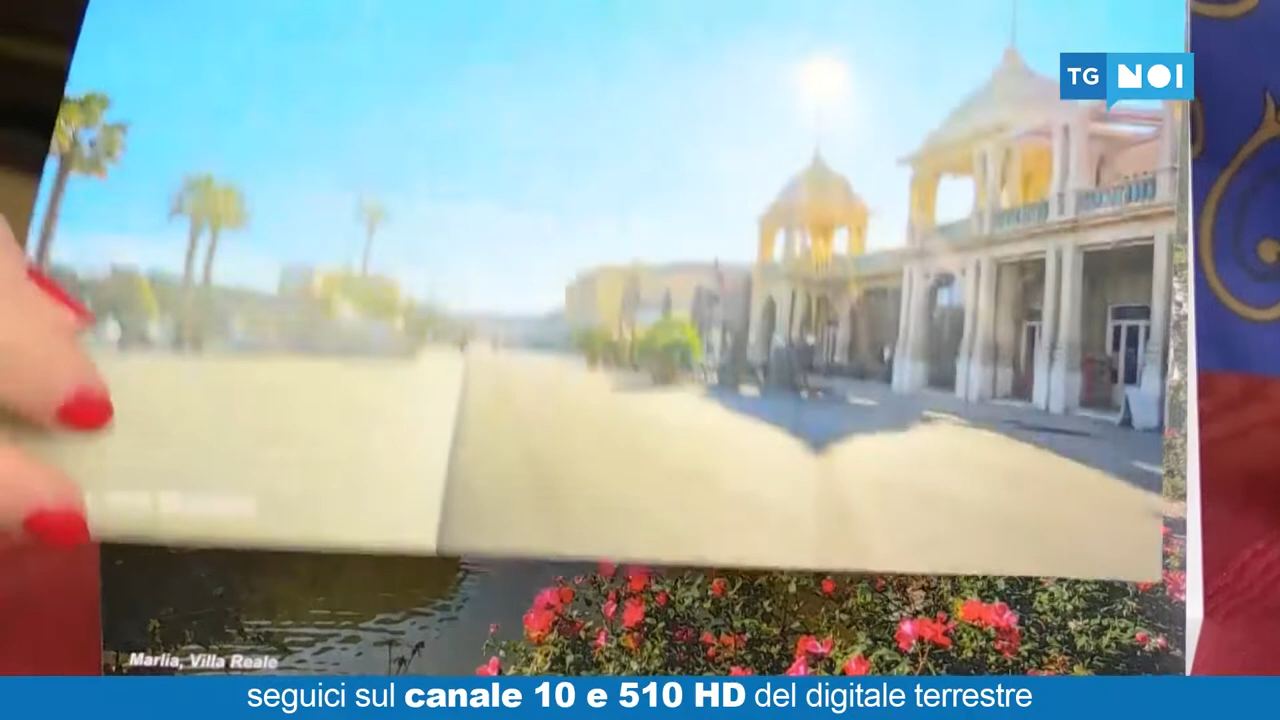 TG NOI
Marlia, Villa Reale
seguici sul canale 10 e 510 HD del digitale terrestre